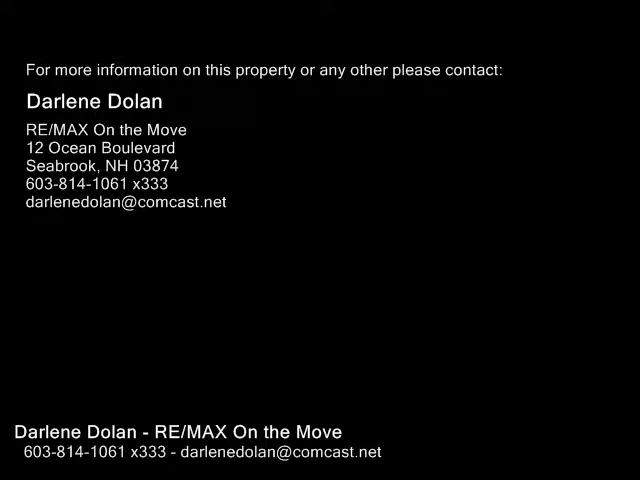 For more information on this property or any other please contact:
Darlene Dolan
RE/MAX On the Move
12 Ocean Boulevard
Seabrook, NH 03874
603-814-1061 x333
darlenedolan@comcast.net
Darlene Dolan - RE/MAX On the Move
603-814-1061 x333 - darlenedolan@comcast.net